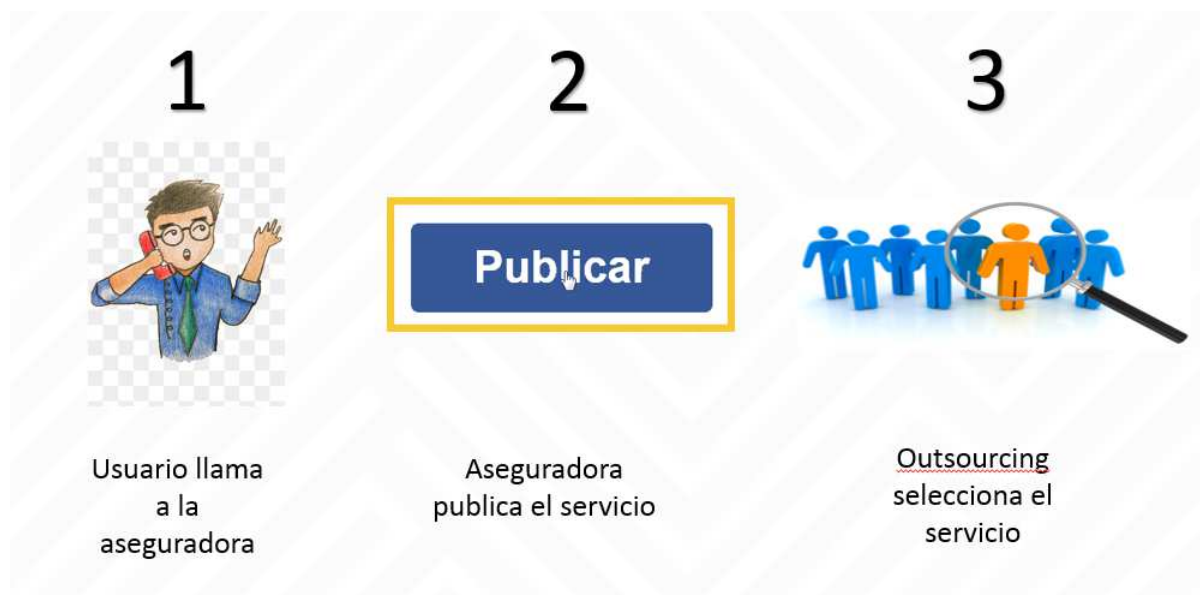 1
2
3
Publicar
Usuario llama
a la
aseguradora
Aseguradora
publica el servicio
Outsourcing
selecciona el
servicio